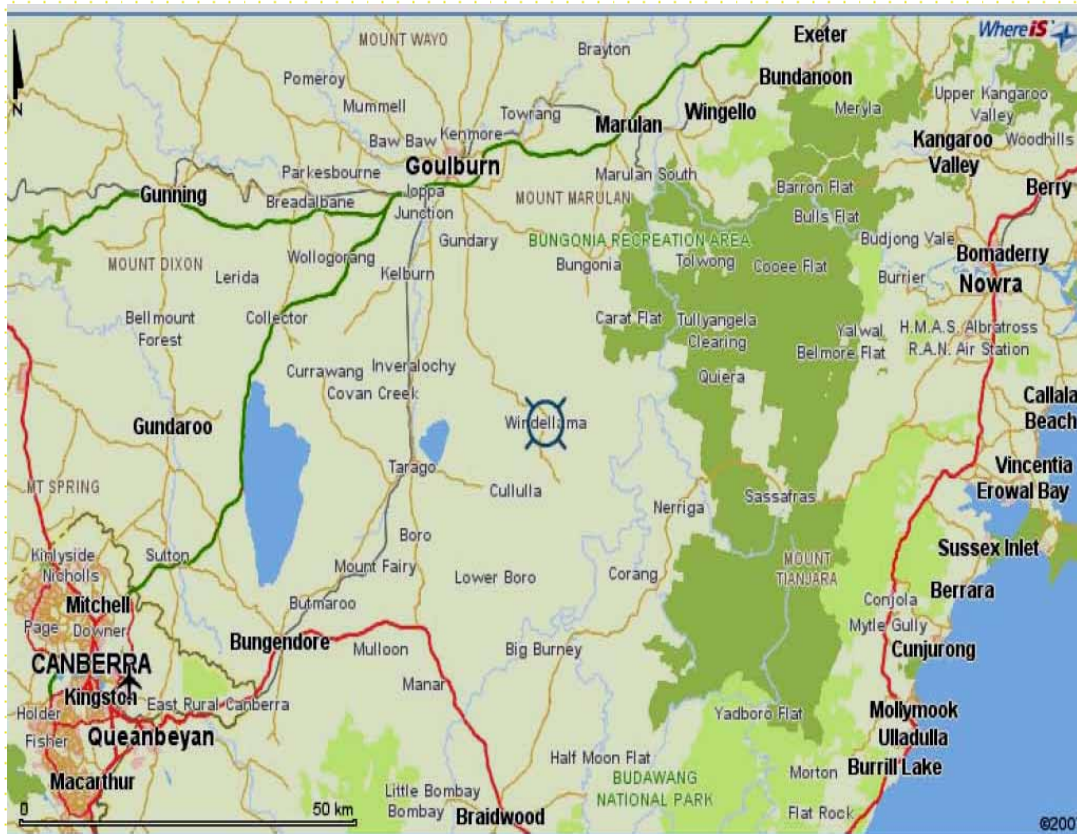 WhereiS
Exeter
MOUNT WAYO
Brayton
Bundanoon
Pomeroy
Upper Kangaroo
Valley
Mummell
Towrang
Meryla
Wingello
Marulan
Baw Baw
Kenmore
Kangaroo
Valley
Woodhills
Goulburn
Parkesbourne
Marulan South
Gunning
Joppa
Junction
Barron Flat
Berry
Breadalbane
MOUNT MARULAN
Bulls Flat
Gundary
BUNGONIA RECREATION AREA
Budjong Vale
Wollogorang
Tolwong
Bomaderry
MOUNT DIXON
Kelburn
Bungonia
Cooee Flat
Lerida
Burrier
Nowra
Bellmount
Forest
Collector
Carat Flat
Tullyangela
Clearing
Yalwal
H.M.A.S. Albratross
R.A.N. Air Station
Belmore Flat
Currawang
Inveralochy
Covan Creek
Quiera
Callala
Beach
Gundaroo
Windellama
Tarago
Vincentia
MT SPRING
Cululla
Sassafras
Erowal Bay
Nerriga
Boro
Kinlyside
Nicholls
Sutton
Sussex Inlet
Mount Fairy
Lower Boro
Corang
MOUNT
TIANJARA
Berrara
Mitchell
Butmaroo
Conjola
Page
Downer
Bungendore
Mulloon
Big Burney
Mytle Gully
Cunjurong
CANBERRA
Manar
Kingston
East Rural Canberra
Holder
Yadboro Flat
Mollymook
Fisher
Queanbeyan
Ulladulla
Half Moon Flat
Macarthur
BUDAWANG
NATIONAL PARK
Morton
Burrill Lake
Little Bombay
Bombay
0
50 km
Braidwood
Flat Rock
©200
N